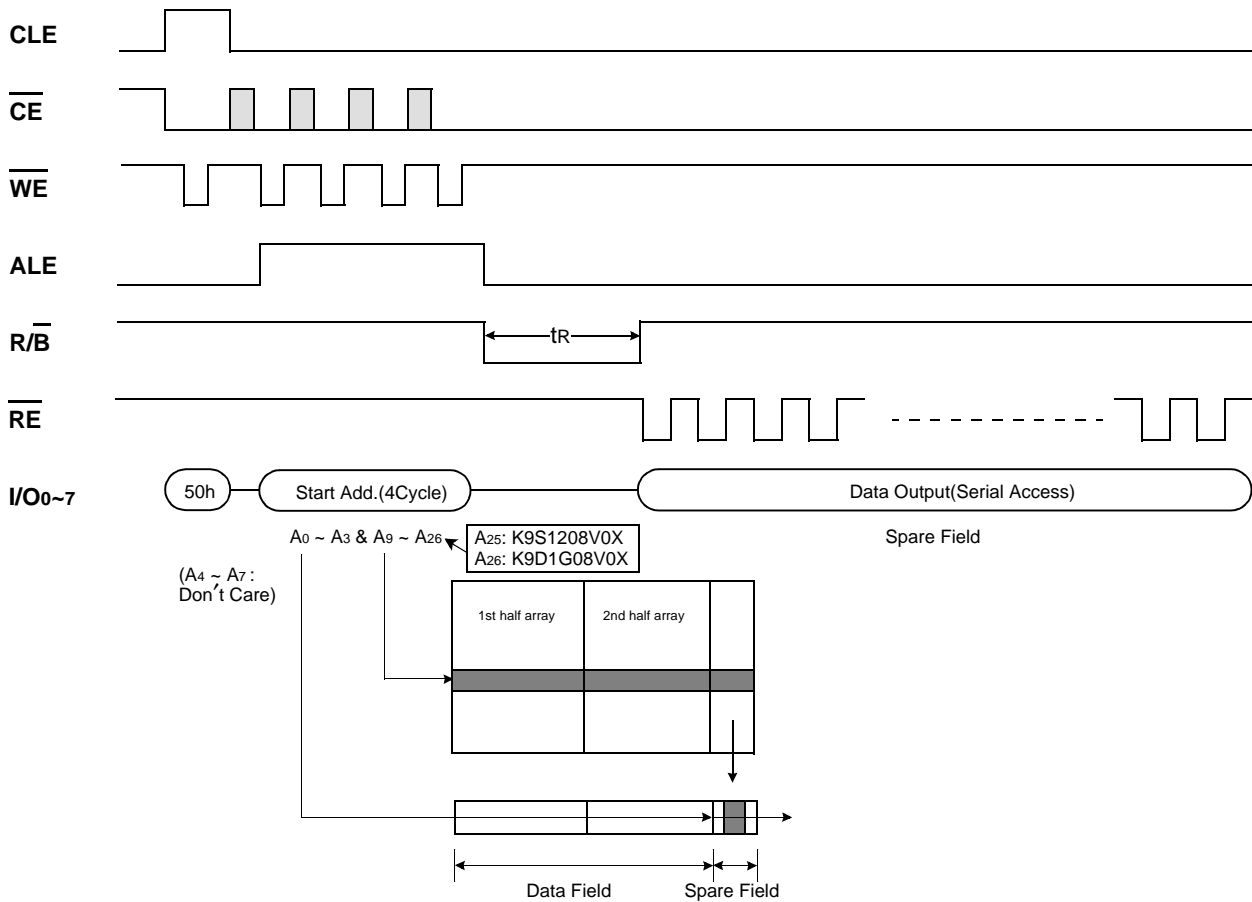 CLE
CE
WE
ALE
R/B
tR
RE
I/O0~7
50h
Start Add.(4Cycle)
Data Output(Serial Access)
A0 ~ A3 & A9 ~ A26
A25: K9S1208V0X
A26: K9D1G08V0X
Spare Field
(A4 ~ A7 :
Don't Care)
1st half array
2nd half array
Data Field
Spare Field